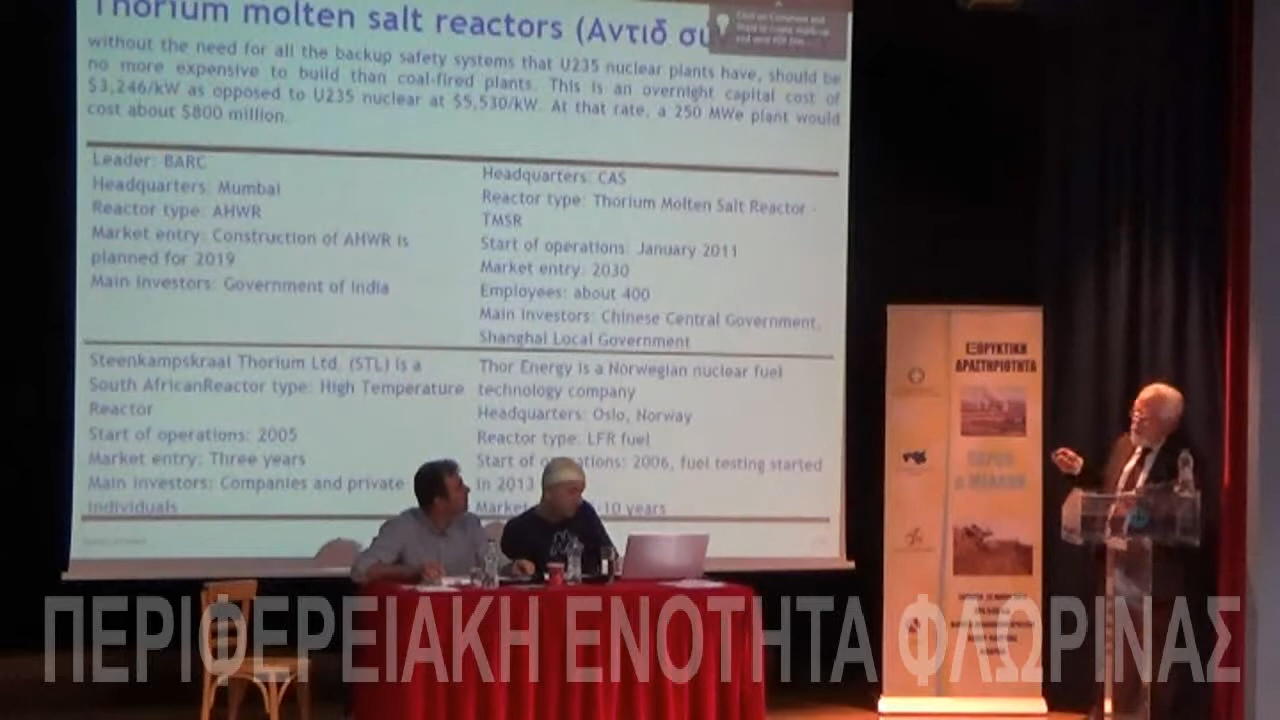 Thorium molten salt reactors (Αντιδ
without the need for all the backup safety systems that U235 nuclear plants have, should be
no more expensive to build than coal-fired plants. This is an overnight capital cost of
$3,246/kW as opposed to U235 nuclear at $5,530/kW. At that rate, a 250 MWe plant would
cost about $800 million.
Leader: BARC
Headquarters: Mumbai
Reactor type: AHWR
Market entry: Construction of AHWR is
planned for 2019
Main investors: Government of India
Headquarters: CAS
Reactor type: Thorium Molten Salt Reactor -
TMSR
Start of operations: January 2011
Market entry: 2030
Employees: about 400
Main investors: Chinese Central Government,
Shanghai Local Government
Steenkampskraal Thorium Ltd. (STL) is a
South AfricanReactor type: High Temperature
Reactor
Start of operations: 2005
Market entry: Three years
Main investors: Companies and private
individuals
Thor Energy is a Norwegian nuclear fuel
technology company
Headquarters: Oslo, Norway
Reactor type: LFR fuel
Start of operations: 2006, fuel testing started
in 2013
Market 10 years
ΕΞΟΡΥΚΤΙΚΗ
ΔΡΑΣΤΗΡΙΟΤΗΤΑ
ΠΕΡΙΦΕΡΕΙΑΚΗ ΕΝΟΤΗΤΑ ΦΛΩΡΙΝΑΣ